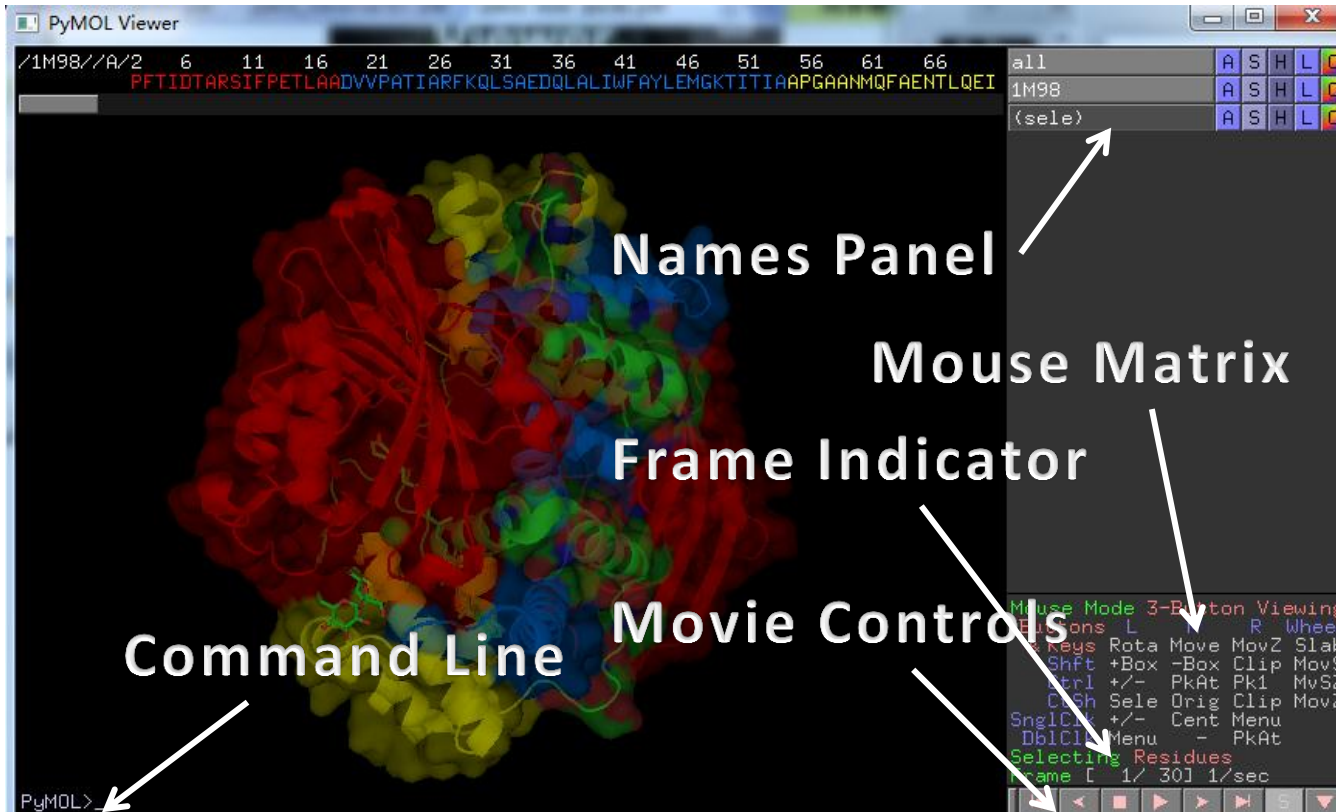 PyMOL Viewer
/1M98//A/2 6 11 16 21 26 31 36 41 46 51 56 61 66
PFTIDTARSIFPETLAADVVPATIARFKQLSAEDQLALIWFAYLEMGKTITIAAPGAANMQFAENTLQEI
all A S H L C
1M98 A S H L C
(sele) A S H L C
Names Panel
Mouse Matrix
Frame Indicator
Movie Controls
Command Line
Mouse Mode 3-Button Viewing
Buttons L M R Wheel
& Keys Rota Move MovZ Slab
Shft +Box -Box Clip MovS
Ctrl +/- PkAt Pk1 MvSZ
CtSh Sele Orig Clip MovZ
SnglClk +/- Cent Menu
DblClk Menu - PkAt
Selecting Residues
Frame [ 1/ 30] 1/sec
PyMOL>_
S